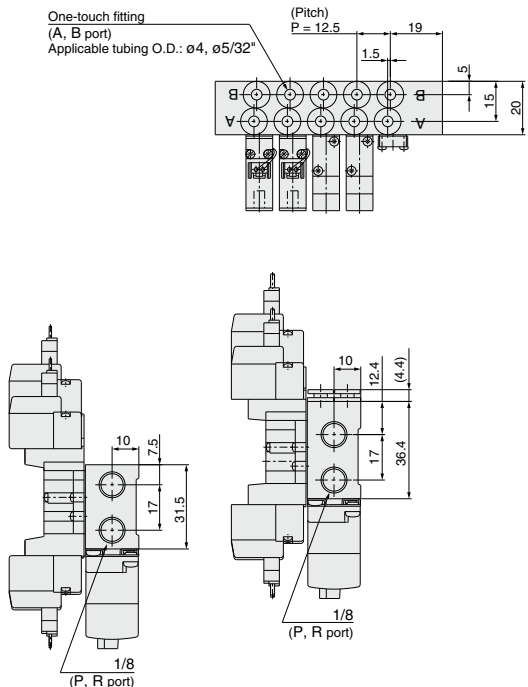 One-touch fitting
(A, B port)
Applicable tubing O.D.: ø4, ø5/32"
(Pitch)
P = 12.5
19
1.5
5
15
20
B
B
A
A
10
7.5
17
31.5
1/8
(P, R port)
10
12.4
(4.4)
17
36.4
1/8
(P, R port)